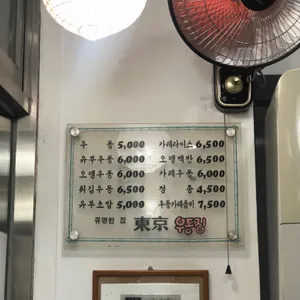 우동 5,000 카레라이스 6,500
유부우동 6,000 오뎅백반 6,500
오뎅우동 6,000 카레우동 6,000
튀김우동 6,500 정종 4,500
유부초밥 5,000 우동카레콤비 7,500
유명한 집 東京 우동집